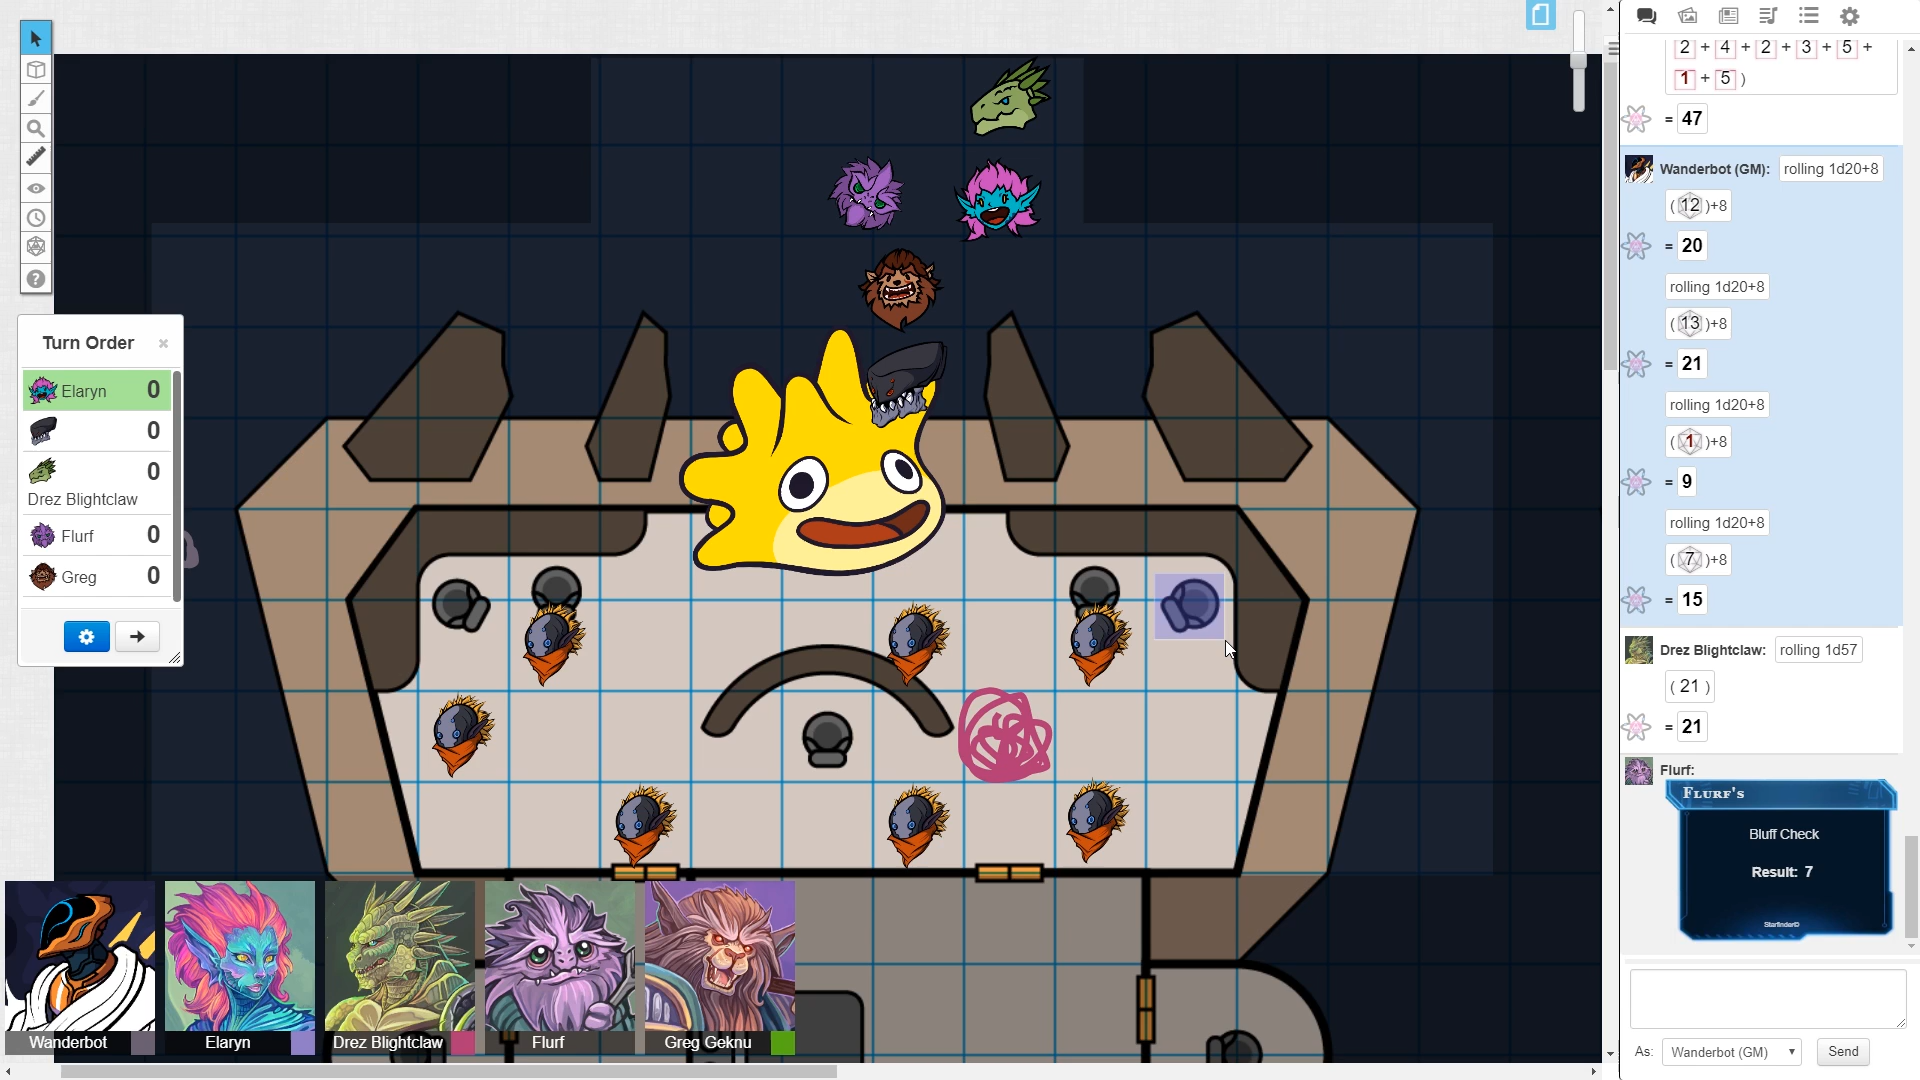 2 + 4 + 2 + 3 + 5 +
1 + 5 )
= 47
Wanderbot (GM): rolling 1d20+8
( 12 )+8
= 20
rolling 1d20+8
( 13 )+8
= 21
rolling 1d20+8
( 1 )+8
= 9
rolling 1d20+8
( 7 )+8
= 15
Drez Blightclaw: rolling 1d57
( 21 )
= 21
Flurf:
FLURF'S
Bluff Check
Result: 7
Starfinder©
As: Wanderbot (GM) Send
Turn Order ×
Elaryn 0
0
0
Drez Blightclaw
Flurf 0
Greg 0
Wanderbot
Elaryn
Drez Blightclaw
Flurf
Greg Geknu